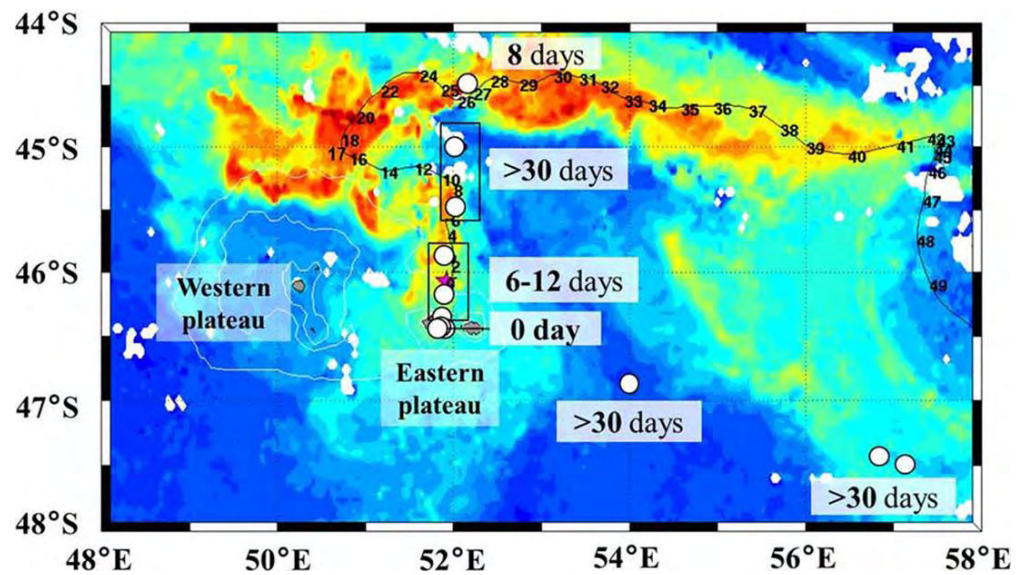 44°S
8 days
24
28 29 30 31
22
25
27
26
32
33 34 35 36 37
20
38
18
45°S
17 16
39 40 41 42 43
14 12
>30 days
10
46
8
47
6
4
48
46°S
2
Western
6-12 days
49
plateau
0 day
Eastern
47°S
plateau
>30 days
>30 days
48°S
48°E
50°E
52°E
54°E
56°E
58°E